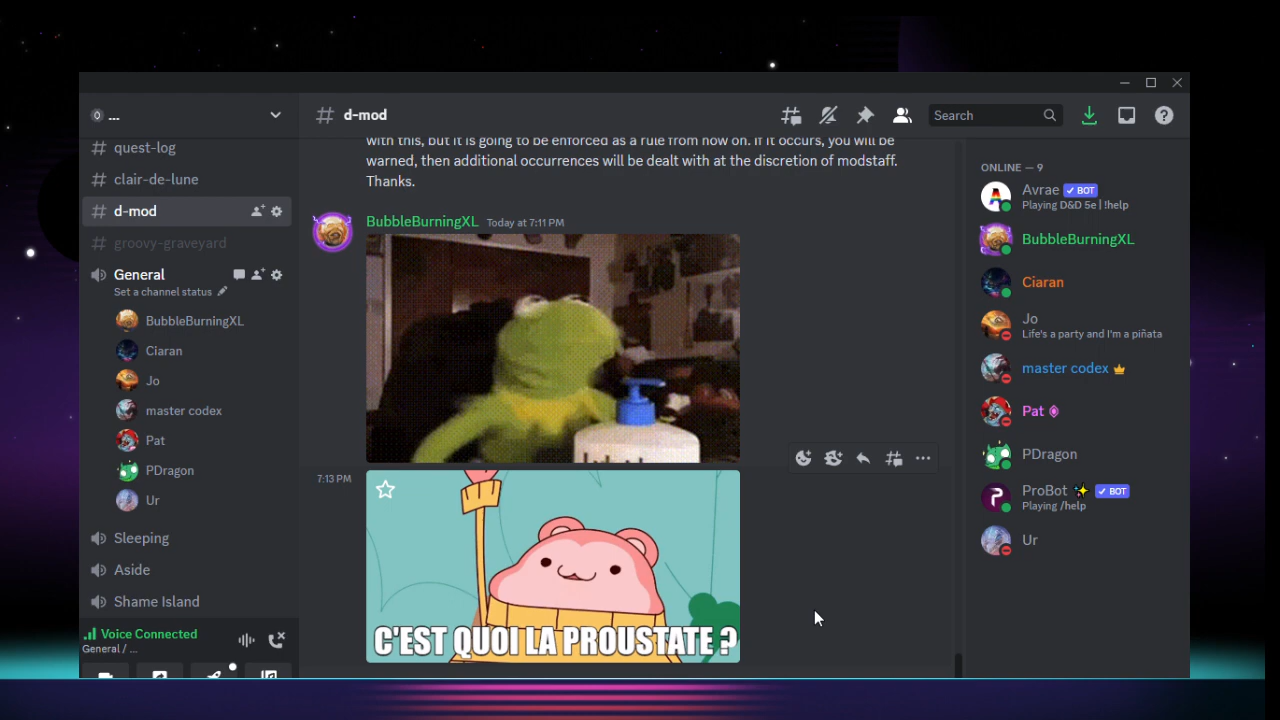 ...
# d-mod
Search
# quest-log
# clair-de-lune
# d-mod
# groovy-graveyard
General
Set a channel status
BubbleBurningXL
Ciaran
Jo
master codex
Pat
PDragon
Ur
Sleeping
Aside
Shame Island
Voice Connected
General / ...
with this, but it is going to be enforced as a rule from now on. If it occurs, you will be
warned, then additional occurrences will be dealt with at the discretion of modstaff.
Thanks.
BubbleBurningXL Today at 7:11 PM
7:13 PM
C'EST QUOI LA PROUSTATE ?
ONLINE — 9
Avrae ✓ BOT
Playing D&D 5e | !help
BubbleBurningXL
Ciaran
Jo
Life's a party and I'm a piñata
master codex
Pat
PDragon
ProBot ✨ ✓ BOT
Playing /help
Ur